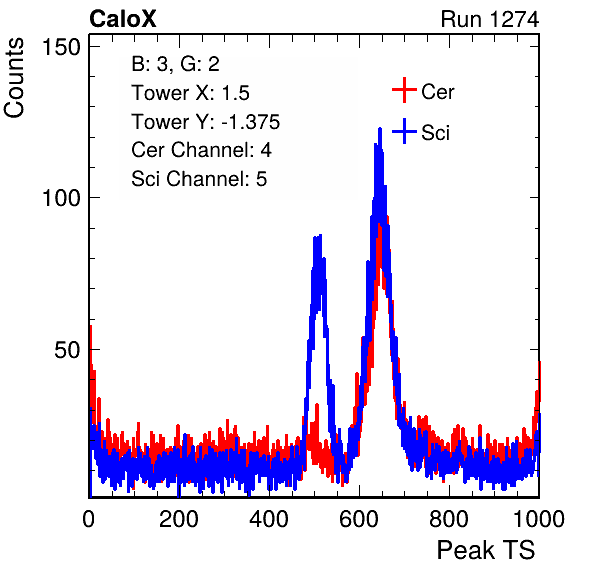 CaloX Run 1274
Counts
B: 3, G: 2
Tower X: 1.5
Tower Y: -1.375
Cer Channel: 4
Sci Channel: 5
Cer
Sci
150
100
50
0 200 400 600 800 1000
Peak TS